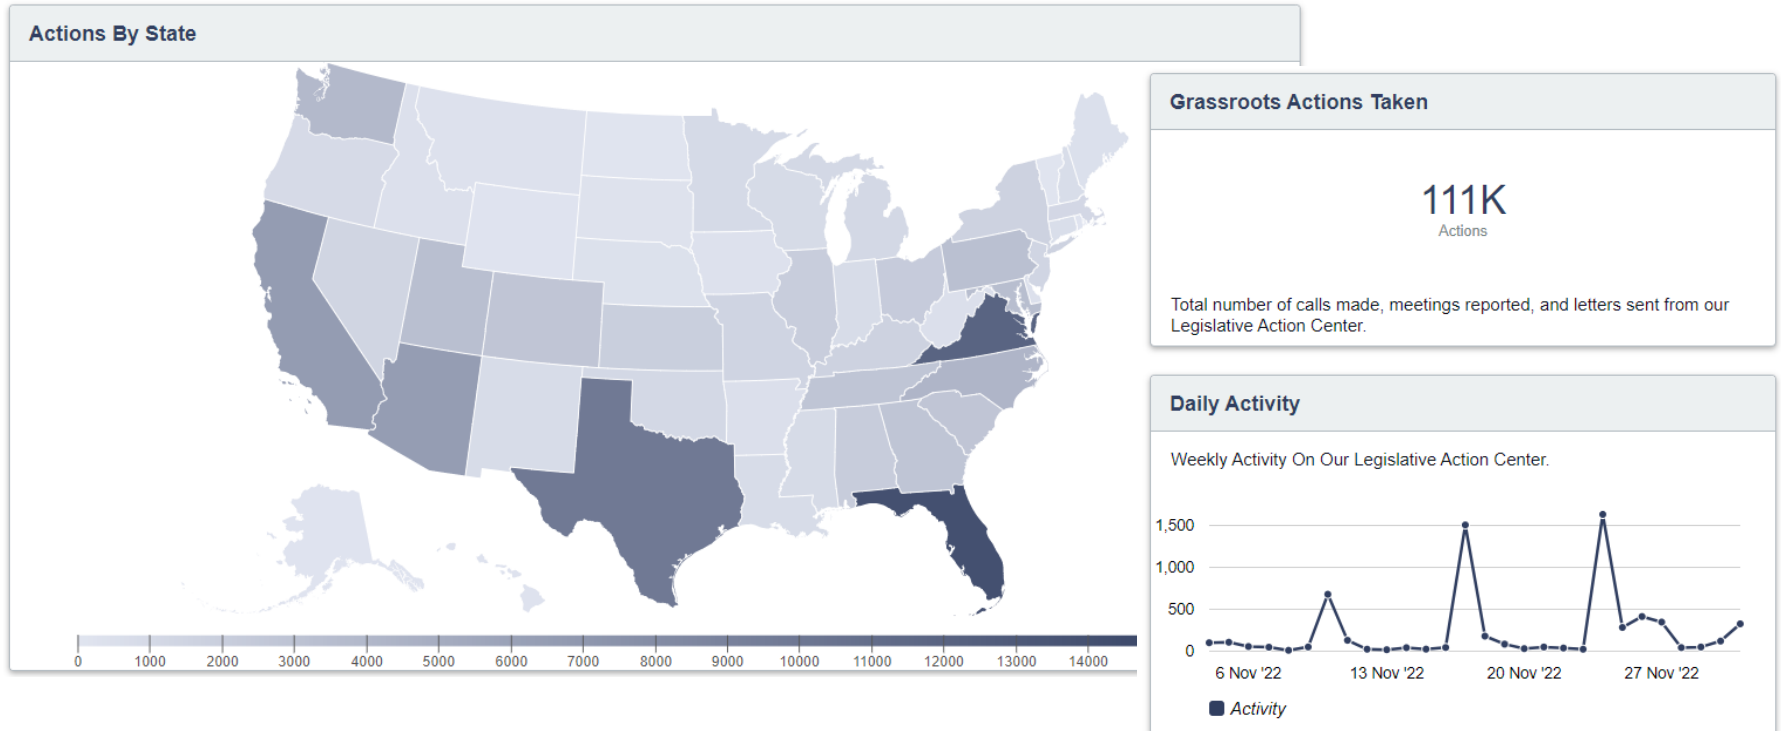 Actions By State
0 1000 2000 3000 4000 5000 6000 7000 8000 9000 10000 11000 12000 13000 14000
Grassroots Actions Taken
111K
Actions
Total number of calls made, meetings reported, and letters sent from our
Legislative Action Center.
Daily Activity
Weekly Activity On Our Legislative Action Center.
1,500
1,000
500
0
6 Nov '22 13 Nov '22 20 Nov '22 27 Nov '22
Activity